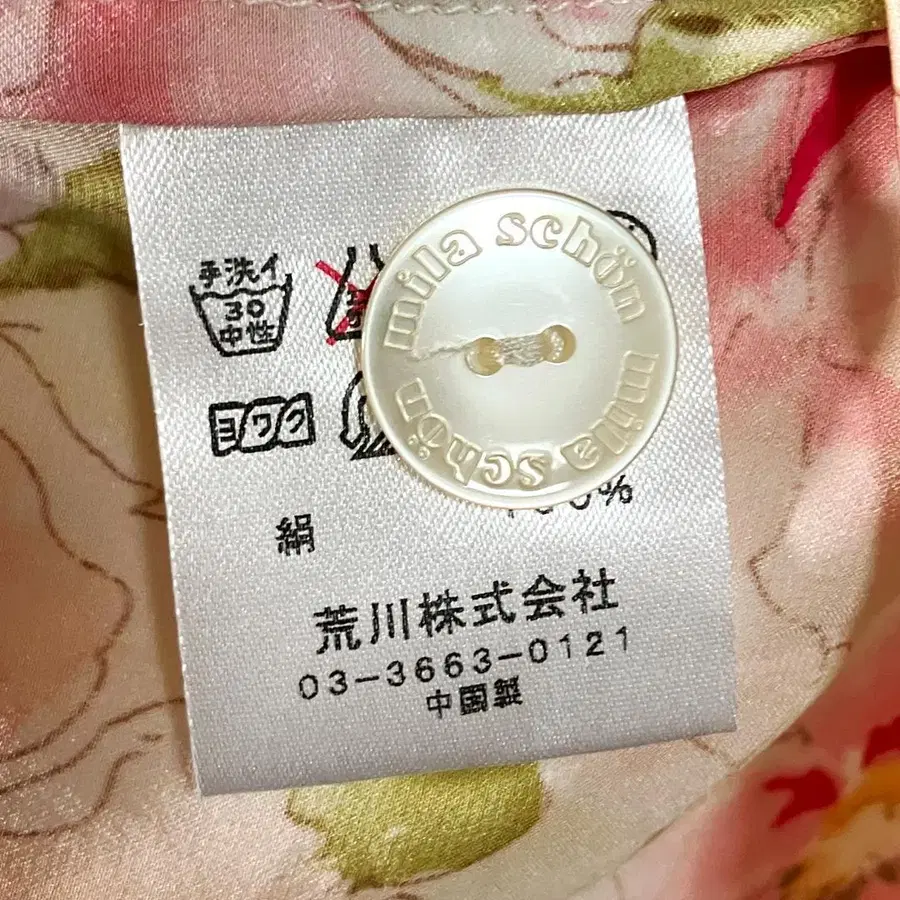 手洗イ
30
中性
mila schön
mila schön
ヨワク
絹
荒川株式会社
03-3663-0121
中国製